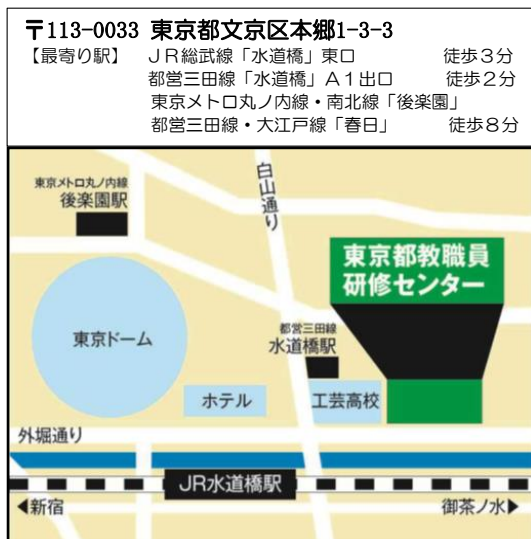 〒113-0033 東京都文京区本郷1-3-3
【最寄り駅】 ＪＲ総武線「水道橋」東口 徒歩３分
都営三田線「水道橋」Ａ１出口 徒歩２分
東京メトロ丸ノ内線・南北線「後楽園」
都営三田線・大江戸線「春日」 徒歩８分
白山通り
東京メトロ丸ノ内線
後楽園駅
東京都教職員
研修センター
東京ドーム
都営三田線
水道橋駅
ホテル
工芸高校
外堀通り
JR水道橋駅
◀新宿
御茶ノ水▶